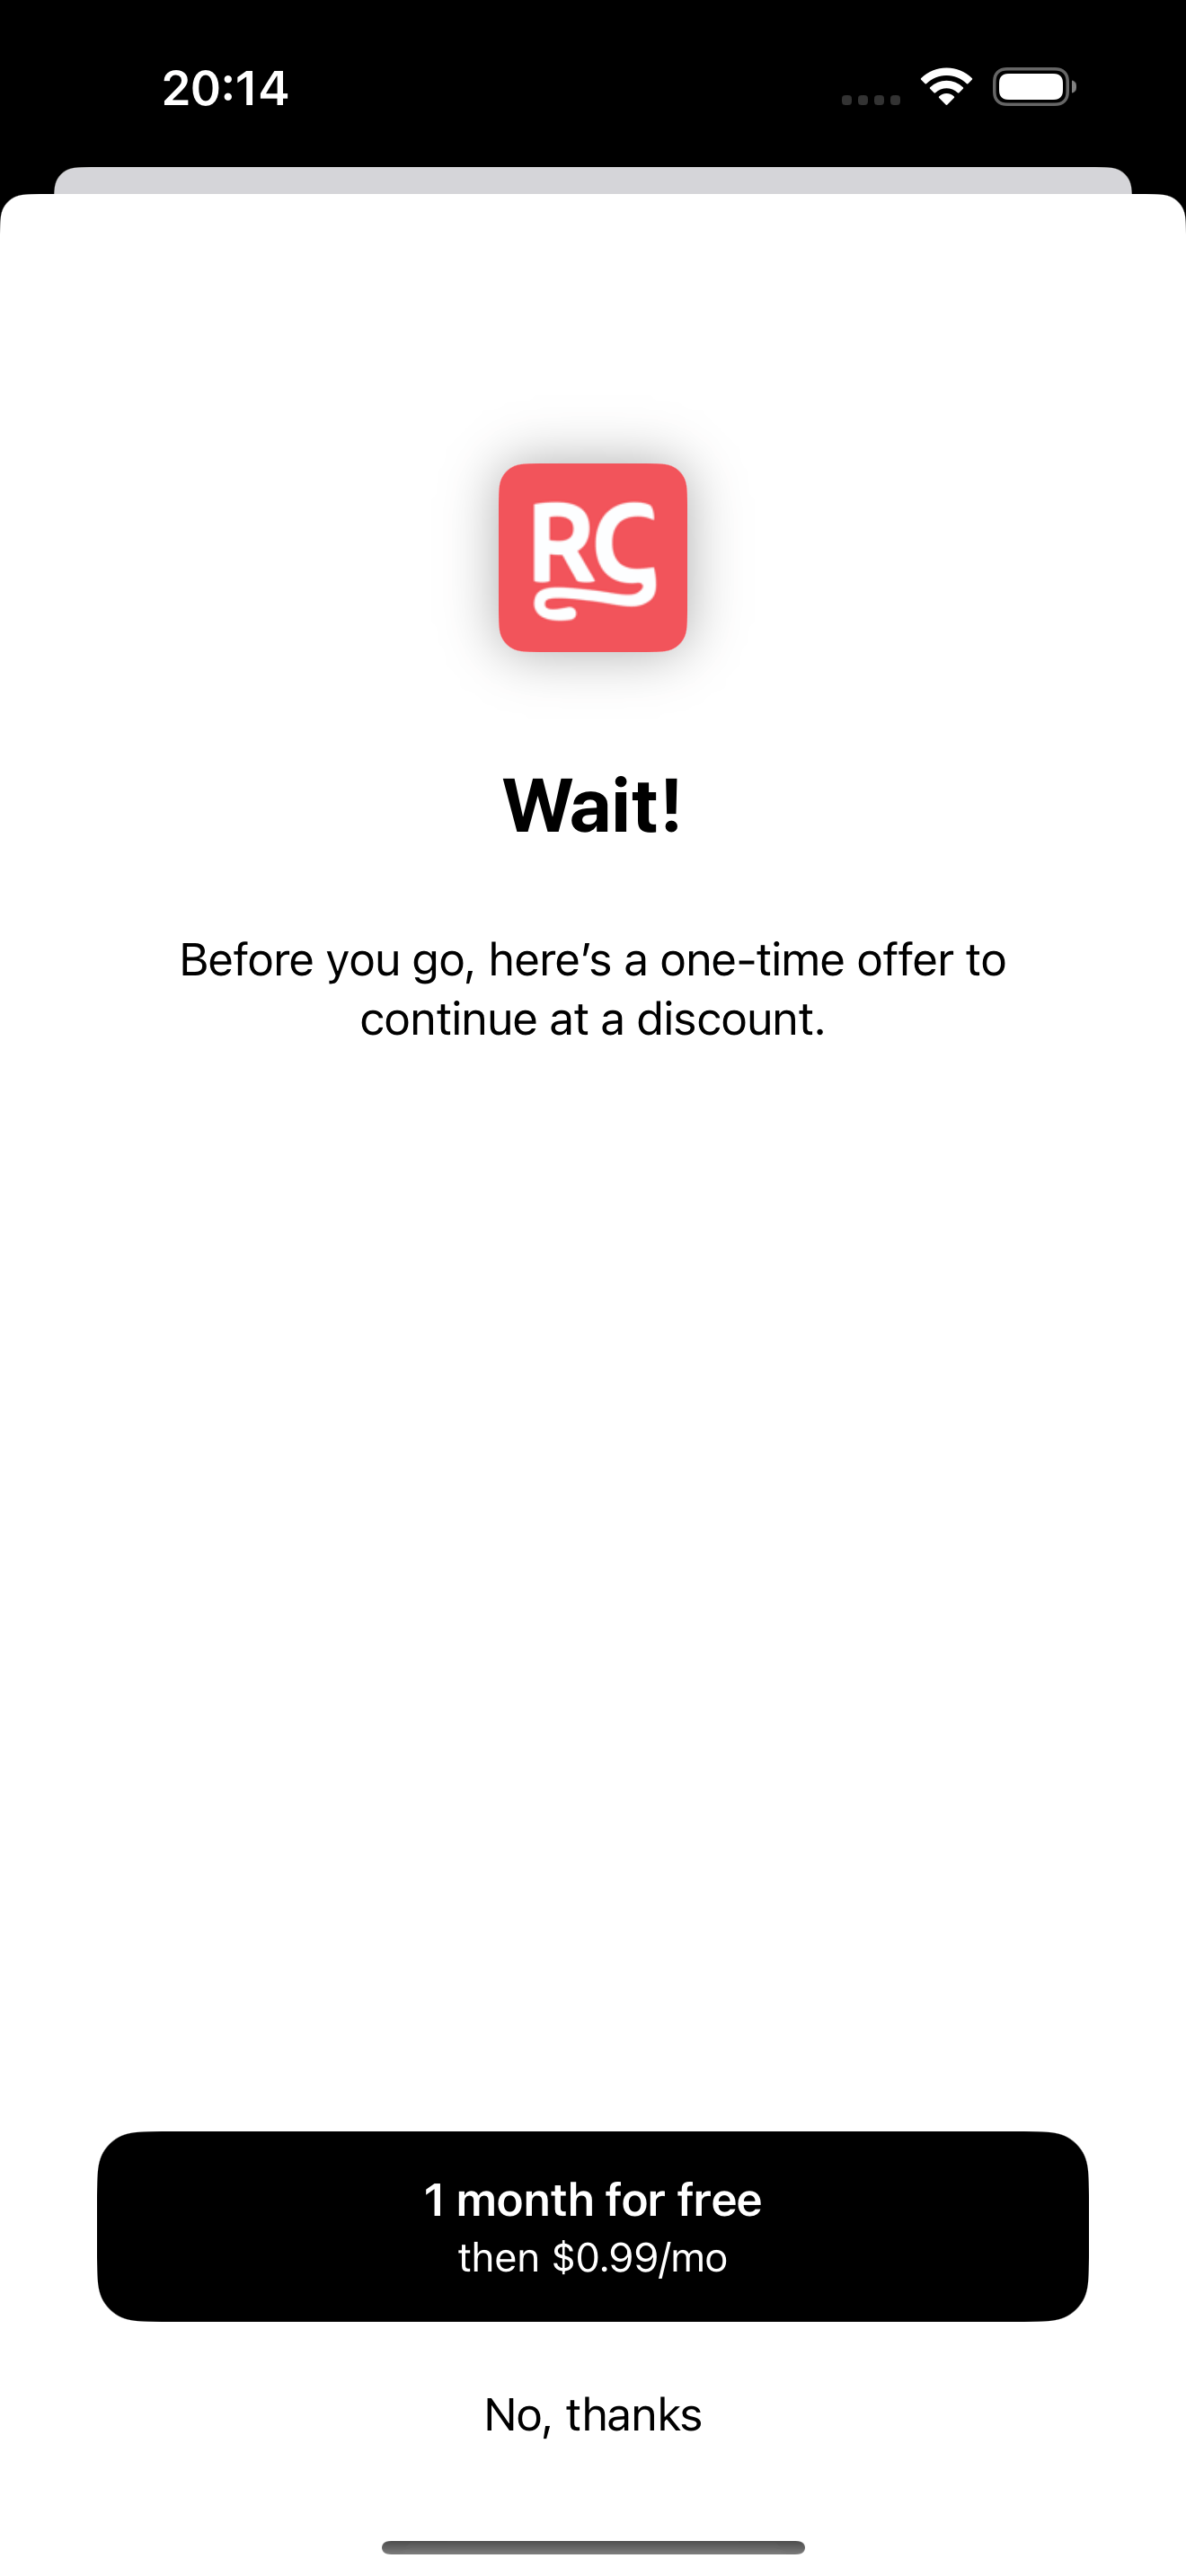 20:14
RC
Wait!
Before you go, here’s a one-time offer to
continue at a discount.
1 month for free
then $0.99/mo
No, thanks